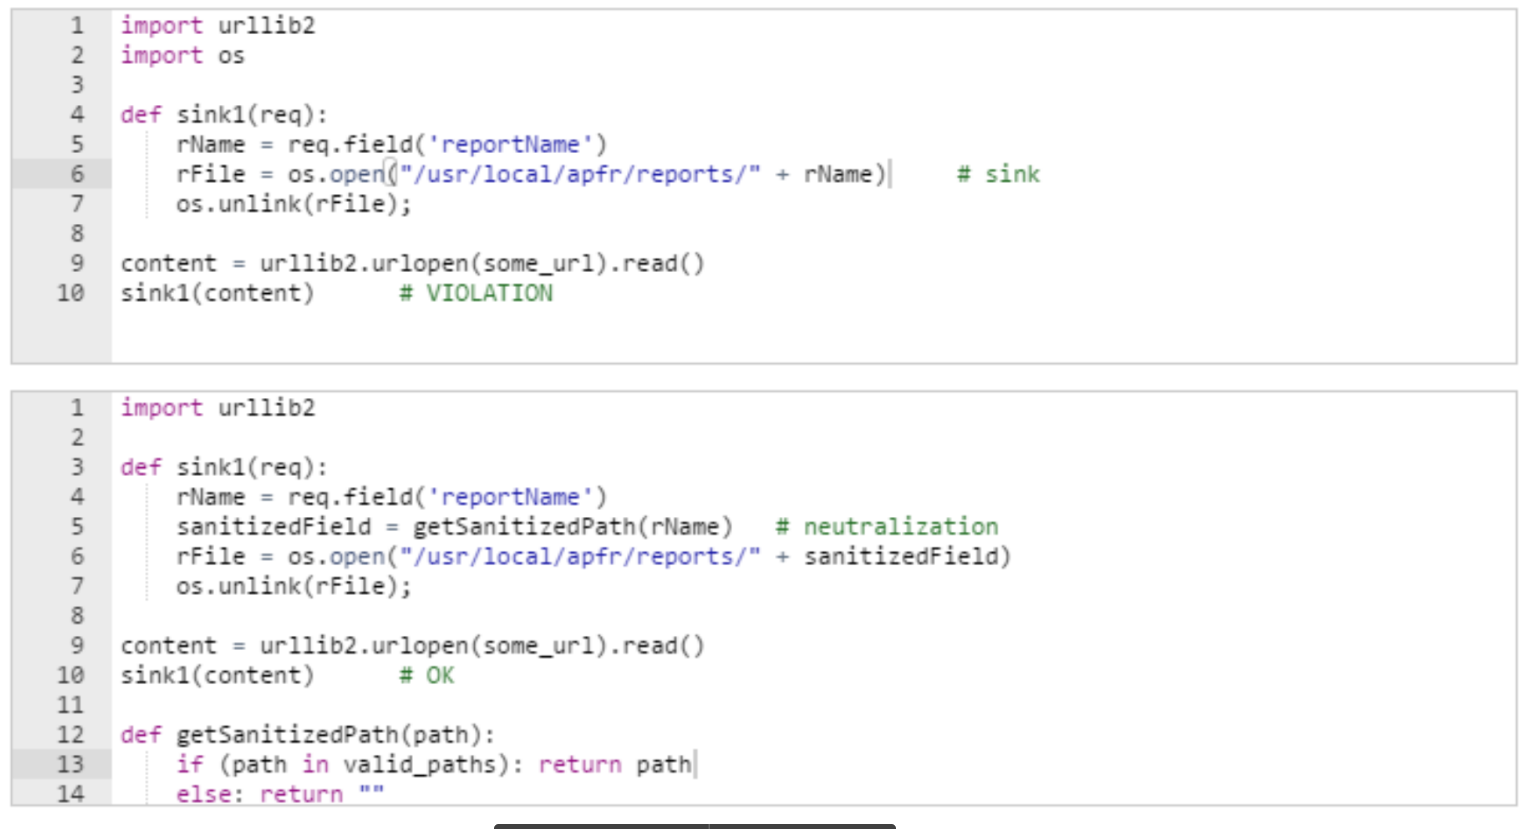 1 import urllib2
2 import os
3
4 def sink1(req):
5 rName = req.field('reportName')
6 rFile = os.open("/usr/local/apfr/reports/" + rName) # sink
7 os.unlink(rFile);
8
9 content = urllib2.urlopen(some_url).read()
10 sink1(content) # VIOLATION
1 import urllib2
2
3 def sink1(req):
4 rName = req.field('reportName')
5 sanitizedField = getSanitizedPath(rName) # neutralization
6 rFile = os.open("/usr/local/apfr/reports/" + sanitizedField)
7 os.unlink(rFile);
8
9 content = urllib2.urlopen(some_url).read()
10 sink1(content) # OK
11
12 def getSanitizedPath(path):
13 if (path in valid_paths): return path
14 else: return ""